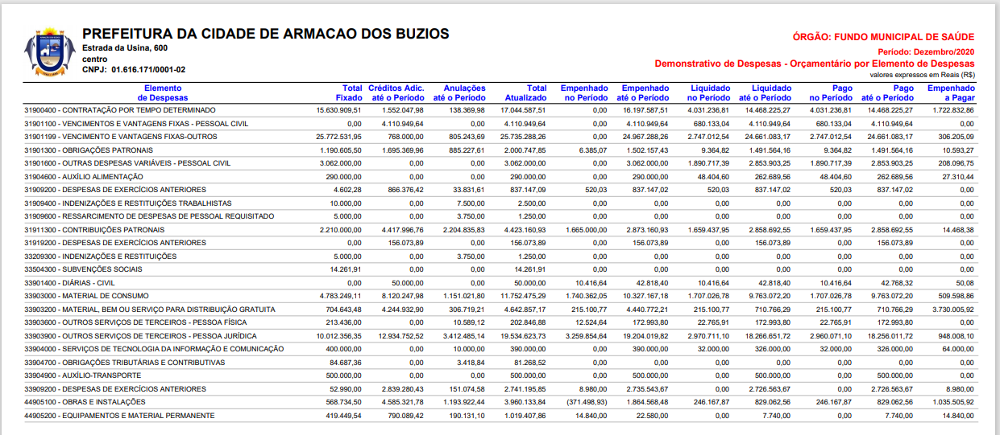 PREFEITURA DA CIDADE DE ARMACAO DOS BUZIOS
Estrada da Usina, 600
centro
CNPJ: 01.616.171/0001-02
ÓRGÃO: FUNDO MUNICIPAL DE SAÚDE
Período: Dezembro/2020
Demonstrativo de Despesas - Orçamentário por Elemento de Despesas
valores expressos em Reais (R$)
Elemento Total Créditos Adic. Anulações Total Empenhado Empenhado Liquidado Liquidado Pago Pago Empenhado
de Despesas Fixado até o Período até o Período Atualizado no Período até o Período no Período até o Período no Período até o Período a Pagar
31900400 - CONTRATAÇÃO POR TEMPO DETERMINADO 15.630.909,51 1.552.047,98 138.369,98 17.044.587,51 0,00 16.197.587,51 4.031.236,81 14.468.225,27 4.031.236,81 14.468.225,27 1.722.832,86
31901100 - VENCIMENTOS E VANTAGENS FIXAS - PESSOAL CIVIL 0,00 4.110.949,64 0,00 4.110.949,64 0,00 4.110.949,64 680.133,04 4.110.949,64 680.133,04 4.110.949,64 0,00
31901199 - VENCIMENTO E VANTAGENS FIXAS-OUTROS 25.772.531,95 768.000,00 805.243,69 25.735.288,26 0,00 24.967.288,26 2.747.012,54 24.661.083,17 2.747.012,54 24.661.083,17 306.205,09
31901300 - OBRIGAÇÕES PATRONAIS 1.190.605,50 1.695.369,96 885.227,61 2.000.747,85 6.385,07 1.502.157,43 9.364,82 1.491.564,16 9.364,82 1.491.564,16 10.593,27
31901600 - OUTRAS DESPESAS VARIÁVEIS - PESSOAL CIVIL 3.062.000,00 0,00 0,00 3.062.000,00 0,00 3.062.000,00 1.890.717,39 2.853.903,25 1.890.717,39 2.853.903,25 208.096,75
31904600 - AUXÍLIO ALIMENTAÇÃO 290.000,00 0,00 0,00 290.000,00 0,00 290.000,00 48.404,60 262.689,56 48.404,60 262.689,56 27.310,44
31909200 - DESPESAS DE EXERCÍCIOS ANTERIORES 4.602,28 866.376,42 33.831,61 837.147,09 520,03 837.147,02 520,03 837.147,02 520,03 837.147,02 0,00
31909400 - INDENIZAÇÕES E RESTITUIÇÕES TRABALHISTAS 10.000,00 0,00 7.500,00 2.500,00 0,00 0,00 0,00 0,00 0,00 0,00 0,00
31909600 - RESSARCIMENTO DE DESPESAS DE PESSOAL REQUISITADO 5.000,00 0,00 3.750,00 1.250,00 0,00 0,00 0,00 0,00 0,00 0,00 0,00
31911300 - CONTRIBUIÇÕES PATRONAIS 2.210.000,00 4.417.996,76 2.204.835,83 4.423.160,93 1.665.000,00 2.873.160,93 1.659.437,95 2.858.692,55 1.659.437,95 2.858.692,55 14.468,38
31919200 - DESPESAS DE EXERCÍCIOS ANTERIORES 0,00 156.073,89 0,00 156.073,89 0,00 156.073,89 0,00 156.073,89 0,00 156.073,89 0,00
33209300 - INDENIZAÇÕES E RESTITUIÇÕES 5.000,00 0,00 3.750,00 1.250,00 0,00 0,00 0,00 0,00 0,00 0,00 0,00
33504300 - SUBVENÇÕES SOCIAIS 14.261,91 0,00 0,00 14.261,91 0,00 0,00 0,00 0,00 0,00 0,00 0,00
33901400 - DIÁRIAS - CIVIL 0,00 50.000,00 0,00 50.000,00 10.416,64 42.818,40 10.416,64 42.818,40 10.416,64 42.768,32 50,08
33903000 - MATERIAL DE CONSUMO 4.783.249,11 8.120.247,98 1.151.021,80 11.752.475,29 1.740.362,05 10.327.167,18 1.707.026,78 9.763.072,20 1.707.026,78 9.763.072,20 509.598,86
33903200 - MATERIAL, BEM OU SERVIÇO PARA DISTRIBUIÇÃO GRATUITA 704.643,48 4.244.932,90 306.719,21 4.642.857,17 215.100,77 4.440.772,21 215.100,77 710.766,29 215.100,77 710.766,29 3.730.005,92
33903600 - OUTROS SERVIÇOS DE TERCEIROS - PESSOA FÍSICA 213.436,00 0,00 10.589,12 202.846,88 12.524,64 172.993,80 22.765,91 172.993,80 22.765,91 172.993,80 0,00
33903900 - OUTROS SERVIÇOS DE TERCEIROS - PESSOA JURÍDICA 10.012.356,35 12.934.752,52 3.412.485,14 19.534.623,73 3.259.854,64 19.204.019,82 2.970.711,10 18.266.651,72 2.960.071,10 18.256.011,72 948.008,10
33904000 - SERVIÇOS DE TECNOLOGIA DA INFORMAÇÃO E COMUNICAÇÃO 400.000,00 0,00 10.000,00 390.000,00 0,00 390.000,00 32.000,00 326.000,00 32.000,00 326.000,00 64.000,00
33904700 - OBRIGAÇÕES TRIBUTÁRIAS E CONTRIBUTIVAS 84.687,36 0,00 3.418,84 81.268,52 0,00 0,00 0,00 0,00 0,00 0,00 0,00
33904900 - AUXÍLIO-TRANSPORTE 500.000,00 0,00 0,00 500.000,00 0,00 500.000,00 0,00 500.000,00 0,00 500.000,00 0,00
33909200 - DESPESAS DE EXERCÍCIOS ANTERIORES 52.990,00 2.839.280,43 151.074,58 2.741.195,85 8.980,00 2.735.543,67 0,00 2.726.563,67 0,00 2.726.563,67 8.980,00
44905100 - OBRAS E INSTALAÇÕES 568.734,50 4.585.321,78 1.193.922,44 3.960.133,84 (371.498,93) 1.864.568,48 246.167,87 829.062,56 246.167,87 829.062,56 1.035.505,92
44905200 - EQUIPAMENTOS E MATERIAL PERMANENTE 419.449,54 790.089,42 190.131,10 1.019.407,86 14.840,00 22.580,00 0,00 7.740,00 0,00 7.740,00 14.840,00